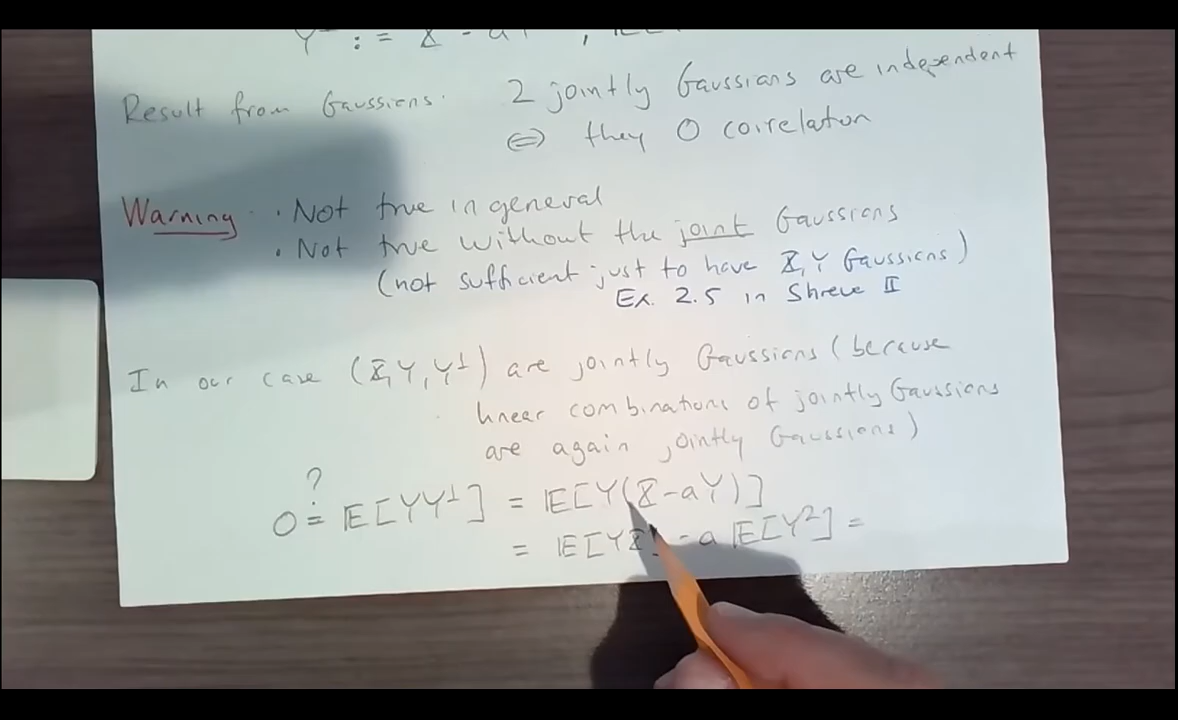 Y⊥ := X - aY ,
Result from Gaussians. 2 jointly Gaussians are independent
⇔ they 0 correlation
Warning · Not true in general
· Not true without the joint Gaussians
(not sufficient just to have X,Y Gaussians)
Ex. 2.5 in Shreve II
In our case (X,Y,Y⊥) are jointly Gaussians (because
linear combinations of jointly Gaussians
are again jointly Gaussians)
?
0 = E[YY⊥] = E[Y(X-aY)]
= E[YX] - a E[Y²] =